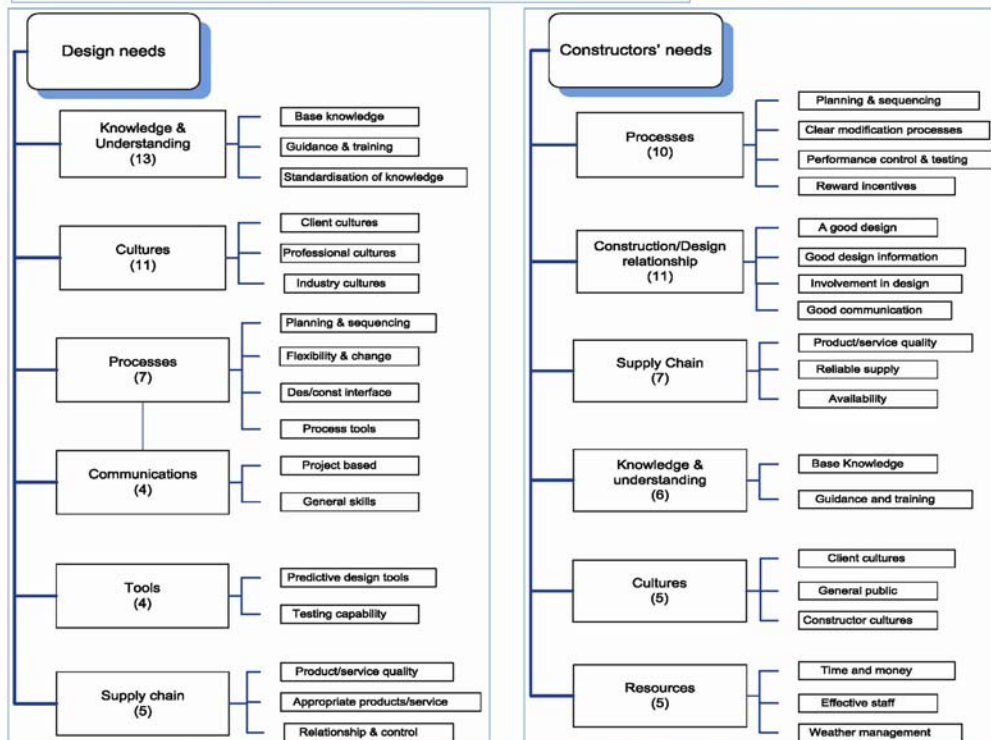 Design needs
Knowledge &
Understanding
(13)
Base knowledge
Guidance & training
Standardisation of knowledge
Cultures
(11)
Client cultures
Professional cultures
Industry cultures
Processes
(7)
Planning & sequencing
Flexibility & change
Des/const interface
Process tools
Communications
(4)
Project based
General skills
Tools
(4)
Predictive design tools
Testing capability
Supply chain
(5)
Product/service quality
Appropriate products/service
Relationship & control
Constructors' needs
Processes
(10)
Planning & sequencing
Clear modification processes
Performance control & testing
Reward incentives
Construction/Design
relationship
(11)
A good design
Good design information
Involvement in design
Good communication
Supply Chain
(7)
Product/service quality
Reliable supply
Availability
Knowledge &
understanding
(6)
Base Knowledge
Guidance and training
Cultures
(5)
Client cultures
General public
Constructor cultures
Resources
(5)
Time and money
Effective staff
Weather management